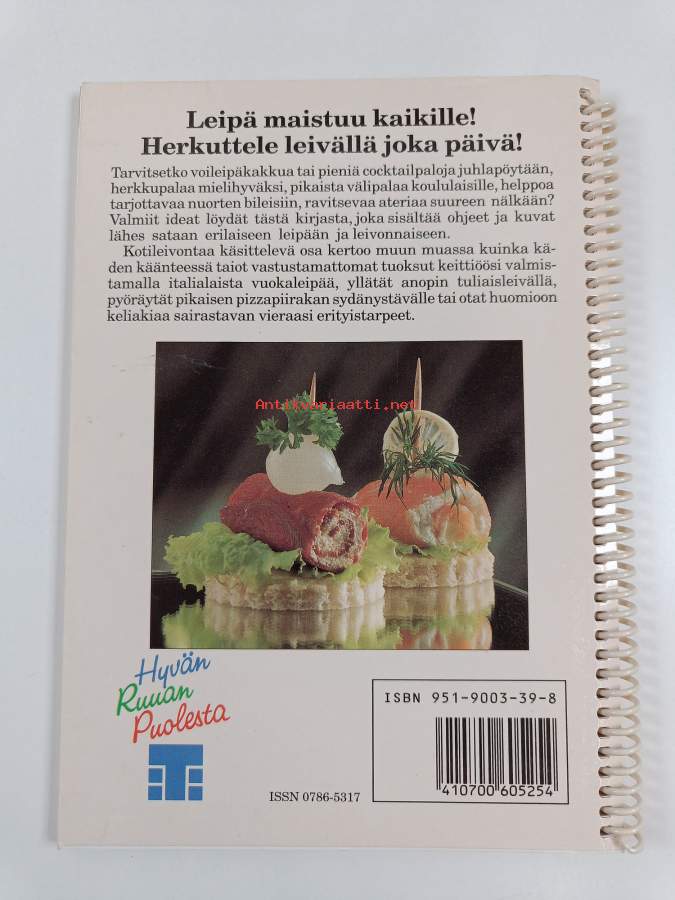 Leipä maistuu kaikille!
Herkuttele leivällä joka päivä!
Tarvitsetko voileipäkakkua tai pieniä cocktailpaloja juhlapöytään,
herkkupalaa mielihyväksi, pikaista välipalaa koululaisille, helppoa
tarjottavaa nuorten bileisiin, ravitsevaa ateriaa suureen nälkään?
Valmiit ideat löydät tästä kirjasta, joka sisältää ohjeet ja kuvat
lähes sataan erilaiseen leipään ja leivonnaiseen.
Kotileivontaa käsittelevä osa kertoo muun muassa kuinka kä-
den käänteessä taiot vastustamattomat tuoksut keittiöösi valmis-
tamalla italialaista vuokaleipää, yllätät anopin tuliaisleivällä,
pyöräytät pikaisen pizzapiirakan sydänystävälle tai otat huomioon
keliakiaa sairastavan vieraasi erityistarpeet.
Antikvariaatti.net
Hyvän
Ruuan
Puolesta
ISSN 0786-5317
ISBN 951-9003-39-8
410700 605254